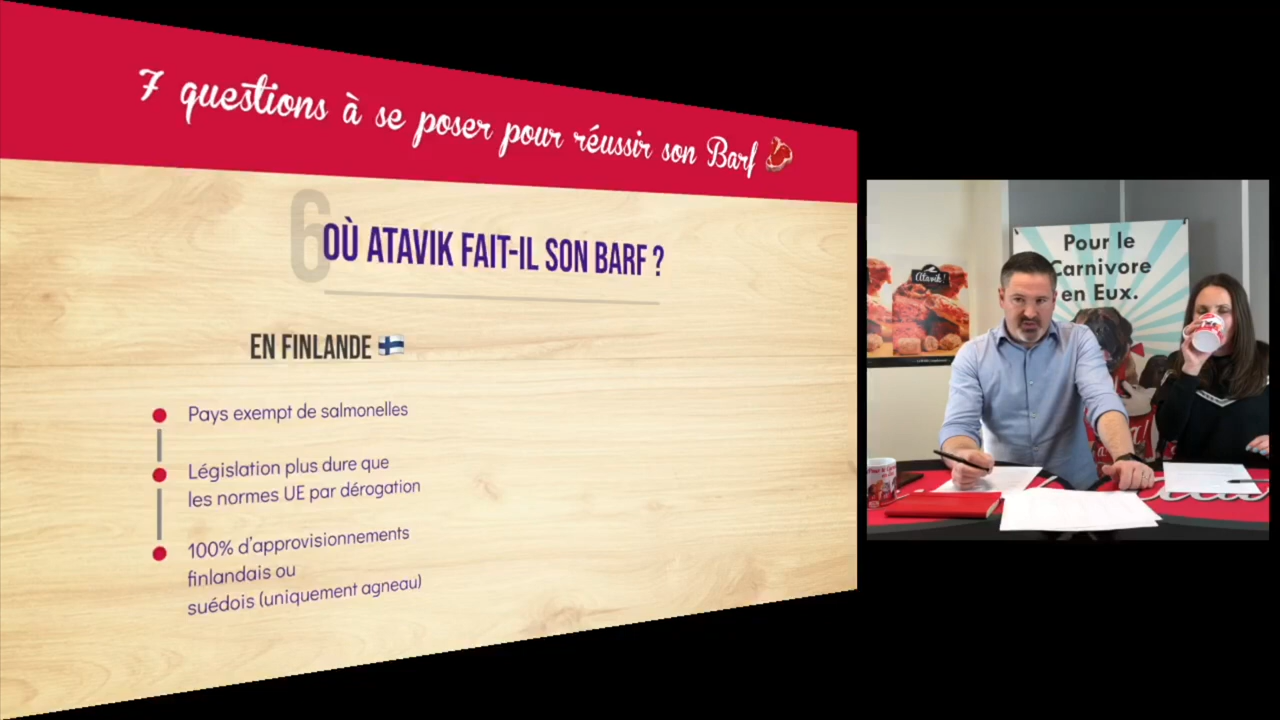 7 questions à se poser pour réussir son Barf
6
OÙ ATAVIK FAIT-IL SON BARF ?
EN FINLANDE
Pays exempt de salmonelles
Législation plus dure que
les normes UE par dérogation
100% d'approvisionnements
finlandais ou
suédois (uniquement agneau)
Atavik!
Pour le
Carnivore
en Eux.